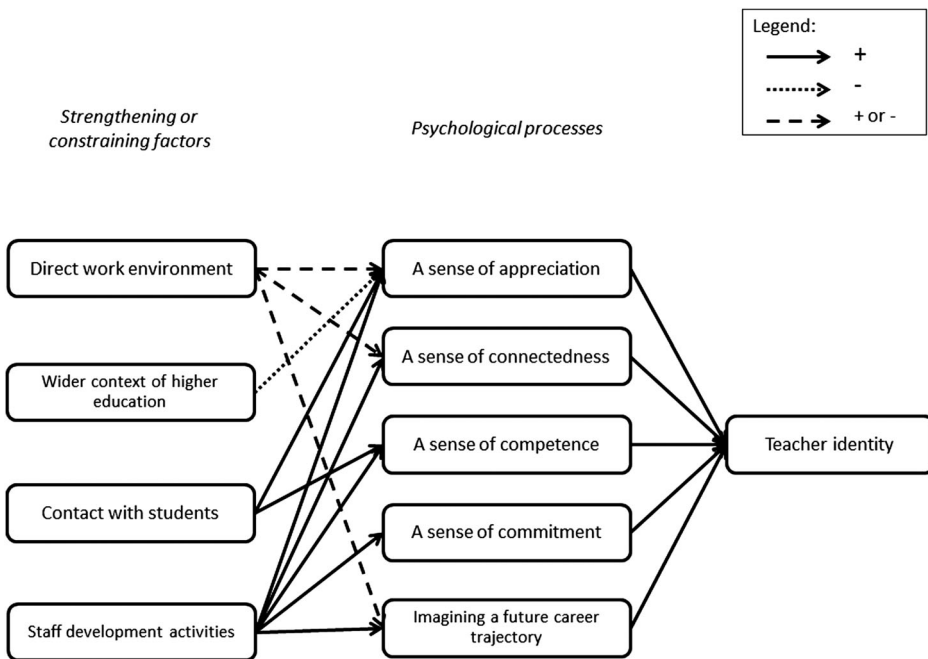 Legend:
+
-
+ or -
Strengthening or
constraining factors
Psychological processes
Direct work environment
A sense of appreciation
Wider context of higher
education
A sense of connectedness
A sense of competence
Teacher identity
Contact with students
A sense of commitment
Staff development activities
Imagining a future career
trajectory